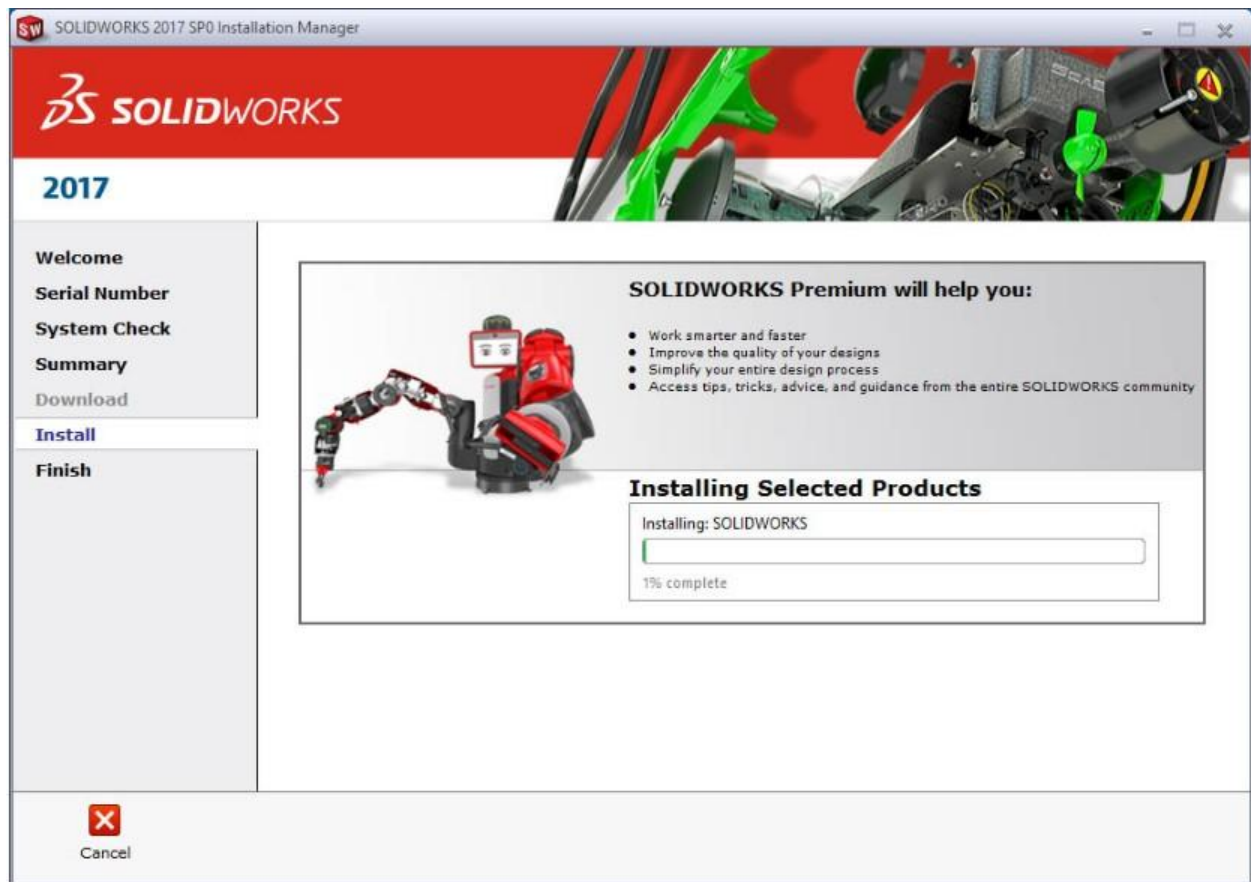 SOLIDWORKS 2017 SP0 Installation Manager
SOLIDWORKS
2017
Welcome
Serial Number
System Check
Summary
Download
Install
Finish
SOLIDWORKS Premium will help you:
• Work smarter and faster
• Improve the quality of your designs
• Simplify your entire design process
• Access tips, tricks, advice, and guidance from the entire SOLIDWORKS community
Installing Selected Products
Installing: SOLIDWORKS
1% complete
Cancel